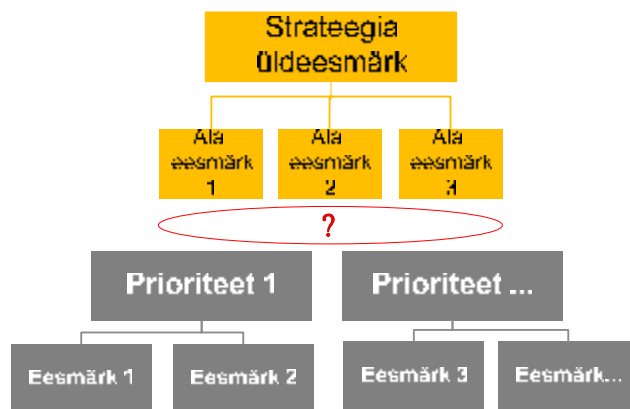 Strateegia
üldeesmärk
Ala
eesmärk
1
Ala
eesmärk
2
Ala
eesmärk
3
?
Prioriteet 1
Prioriteet ...
Eesmärk 1
Eesmärk 2
Eesmärk 3
Eesmärk...